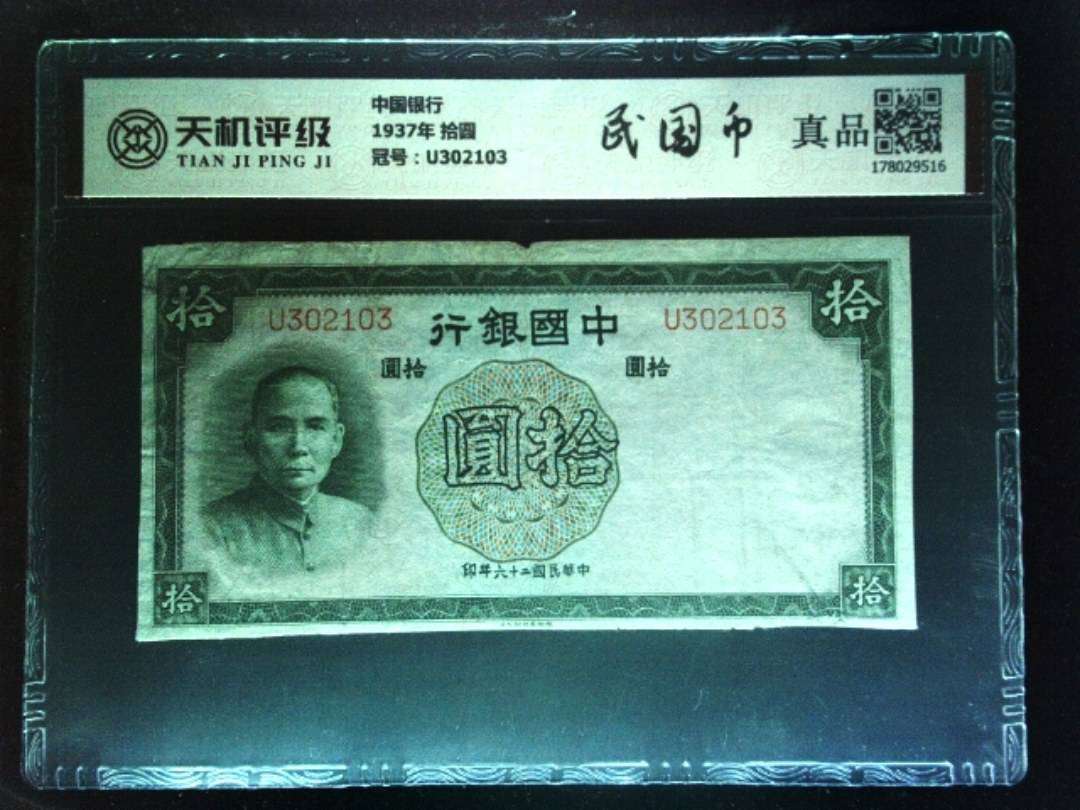 天机评级
TIAN JI PING JI
中国银行
1937年 拾圆
冠号：U302103
民国币
真品
178029516
拾
拾
U302103
行銀國中
U302103
圓拾
圓拾
圓拾
印年六十二國民華中
拾
拾